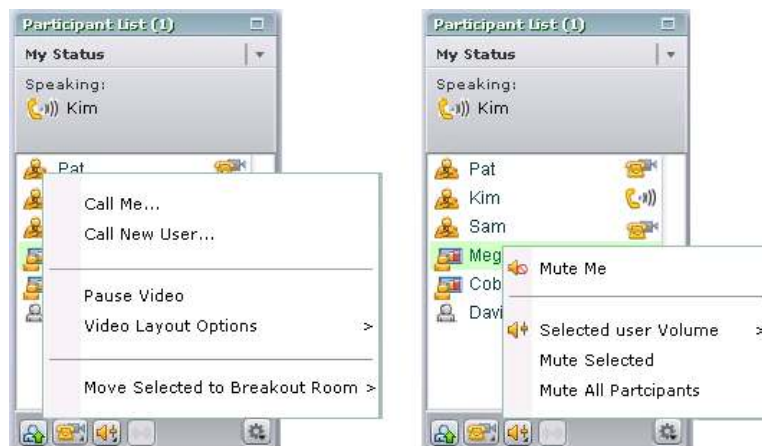 Participant List (1)
My Status
Speaking:
Kim
Pat
Call Me...
Call New User...
Pause Video
Video Layout Options >
Move Selected to Breakout Room >
Participant List (1)
My Status
Speaking:
Kim
Pat
Kim
Sam
Meg
Cob
Davi
Mute Me
Selected user Volume >
Mute Selected
Mute All Partcipants